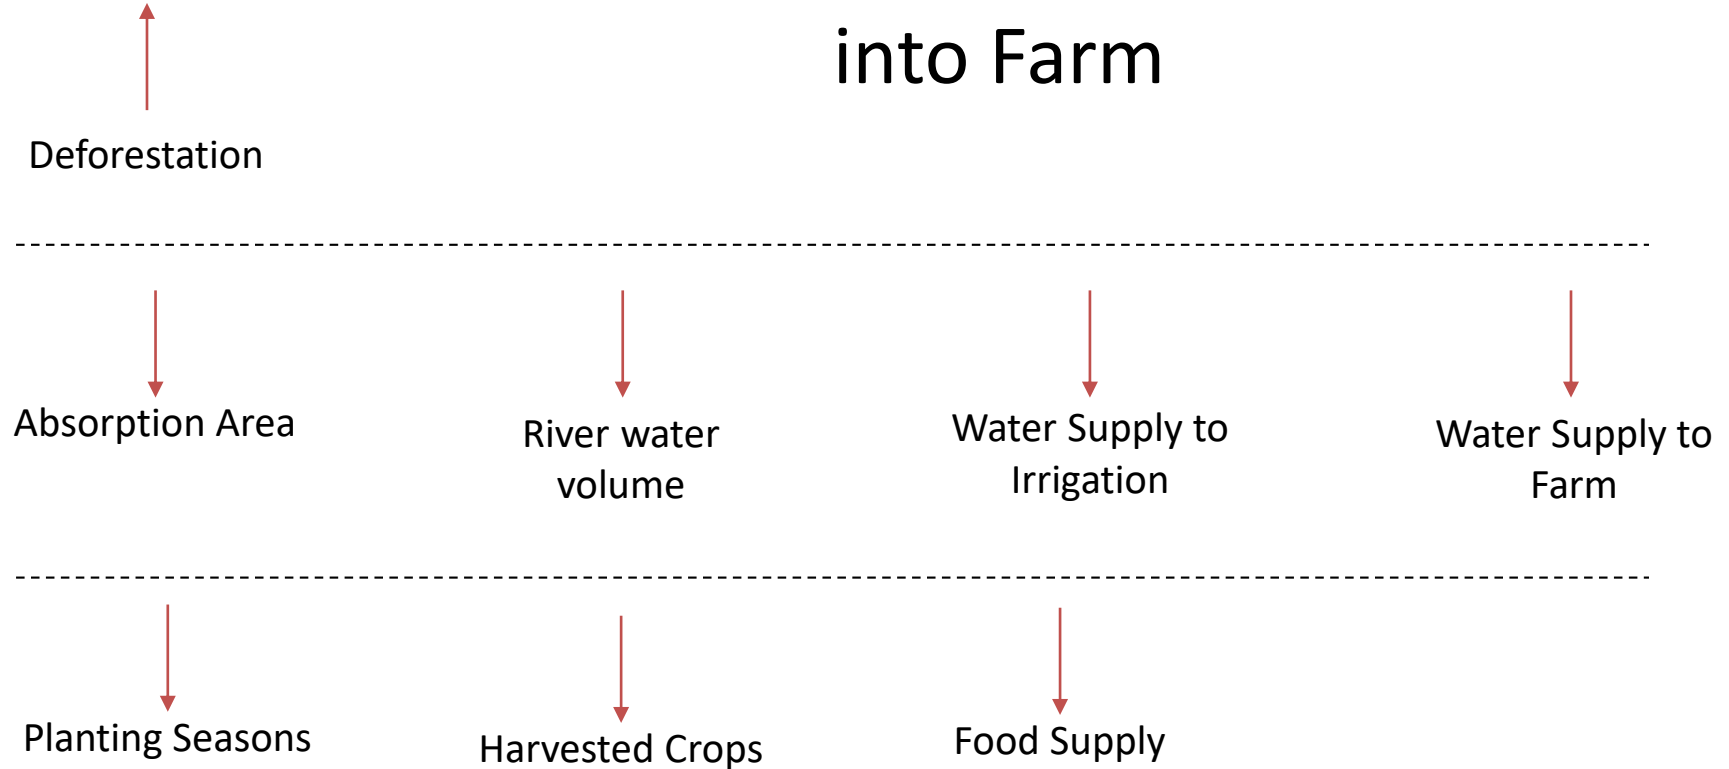 into Farm
Deforestation
Absorption Area
River water
volume
Water Supply to
Irrigation
Water Supply to
Farm
Planting Seasons
Harvested Crops
Food Supply